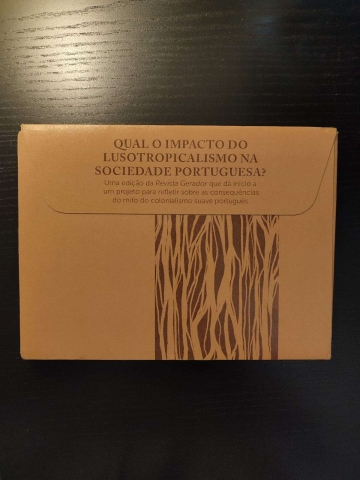 QUAL O IMPACTO DO
LUSOTROPICALISMO NA
SOCIEDADE PORTUGUESA?
Uma edição da Revista Gerador que dá início a
um projeto para refletir sobre as consequências
do mito do colonialismo suave português.